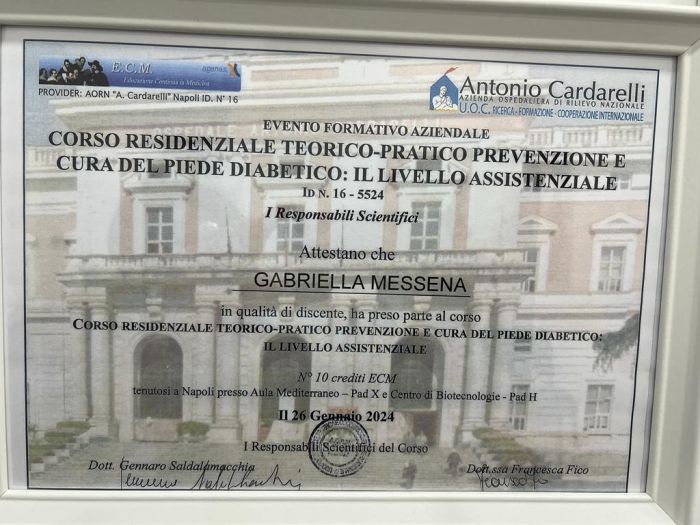 E.C.M.
Educazione Continua in Medicina
agenas
PROVIDER: AORN "A. Cardarelli" Napoli ID. N° 16
Antonio Cardarelli
AZIENDA OSPEDALIERA DI RILIEVO NAZIONALE
U.O.C. RICERCA - FORMAZIONE - COOPERAZIONE INTERNAZIONALE
EVENTO FORMATIVO AZIENDALE
CORSO RESIDENZIALE TEORICO-PRATICO PREVENZIONE E
CURA DEL PIEDE DIABETICO: IL LIVELLO ASSISTENZIALE
ID N. 16 - 5524
I Responsabili Scientifici
Attestano che
GABRIELLA MESSENA
in qualità di discente, ha preso parte al corso
CORSO RESIDENZIALE TEORICO-PRATICO PREVENZIONE E CURA DEL PIEDE DIABETICO:
IL LIVELLO ASSISTENZIALE
N° 10 crediti ECM
tenutosi a Napoli presso Aula Mediterraneo – Pad X e Centro di Biotecnologie - Pad H
Il 26 Gennaio 2024
I Responsabili Scientifici del Corso
Dott. Gennaro Saldalamacchia
Dott.ssa Francesca Fico